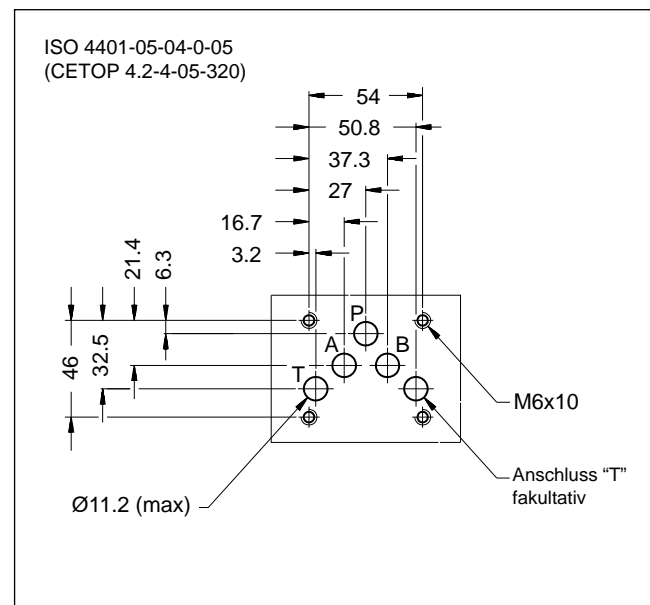 ISO 4401-05-04-0-05
(CETOP 4.2-4-05-320)
54
50.8
37.3
27
16.7
3.2
21.4
6.3
46
32.5
P
A
B
T
M6x10
Ø11.2 (max)
Anschluss “T”
fakultativ